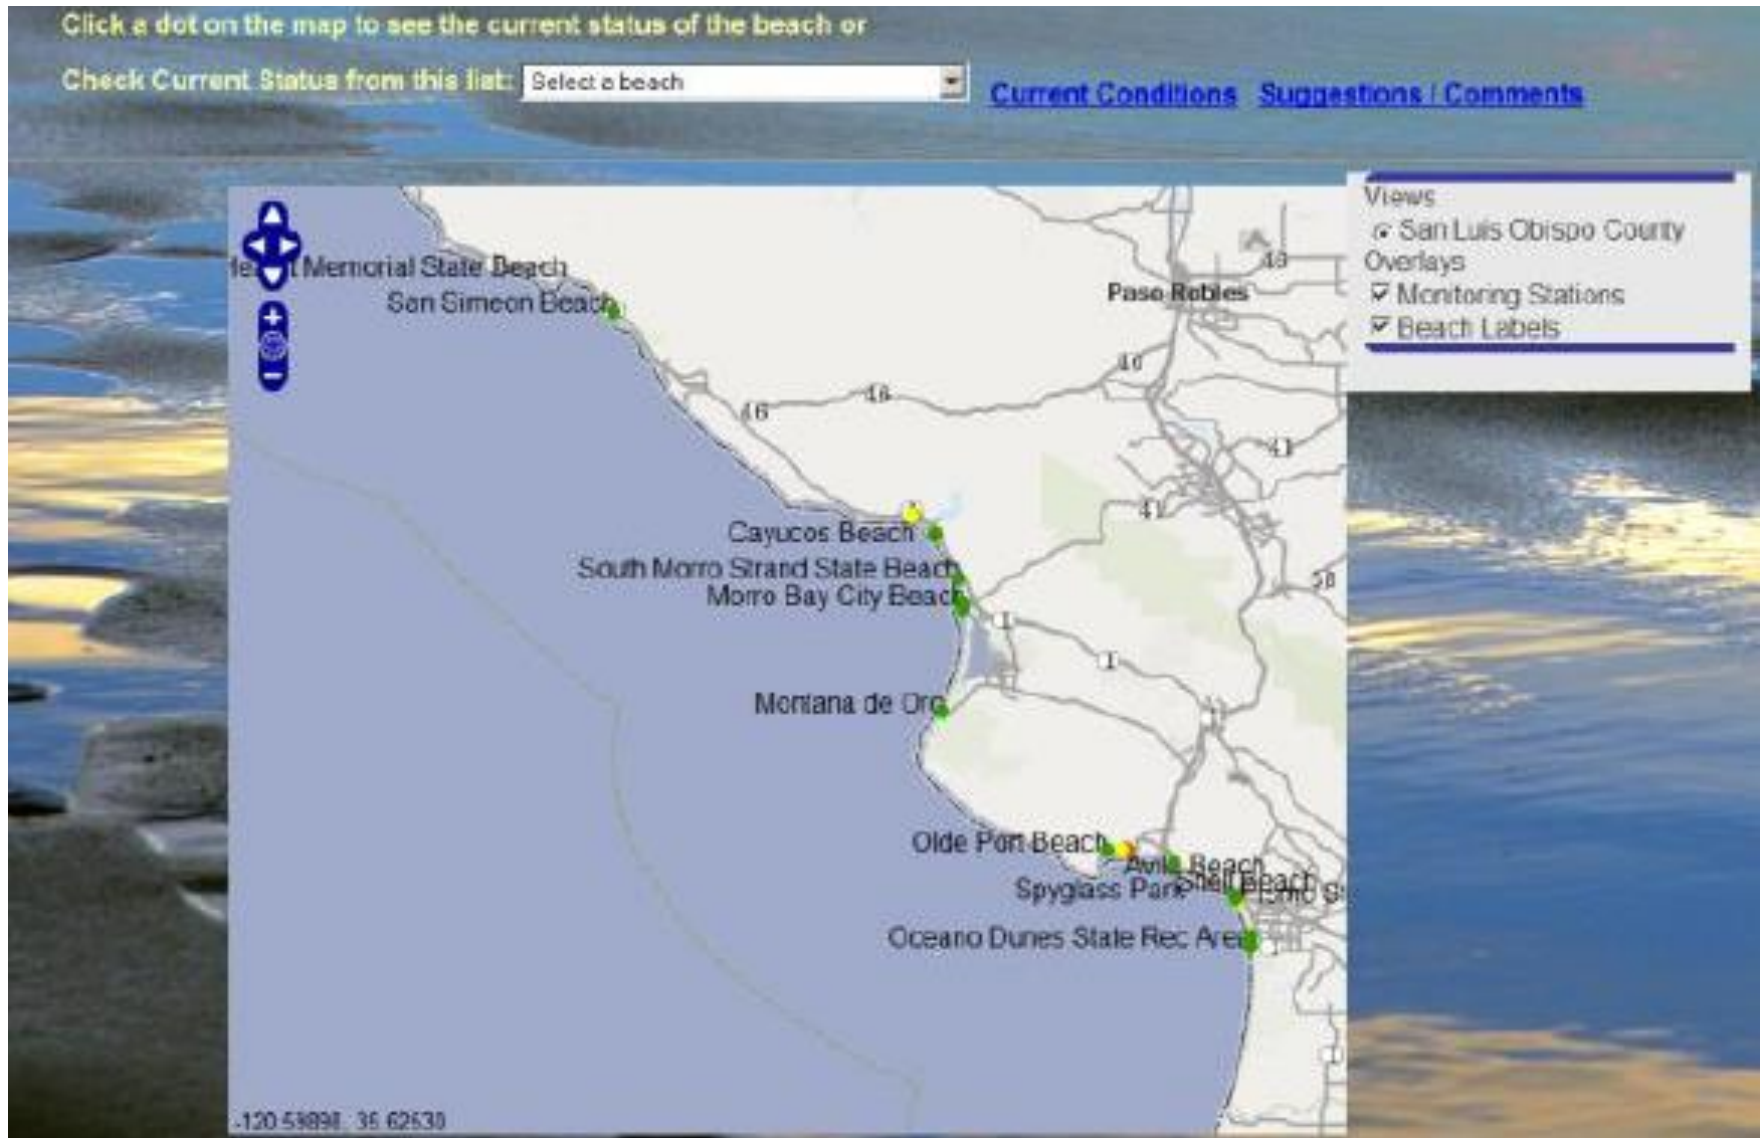 Click a dot on the map to see the current status of the beach or
Check Current Status from this list: Select a beach
Current Conditions Suggestions / Comments
Views
San Luis Obispo County
Overlays
Monitoring Stations
Beach Labels
Memorial State Beach
San Simeon Beach
Paso Robles
46
46
46
41
41
58
Cayucos Beach
South Morro Strand State Beach
Morro Bay City Beach
1
1
Montana de Oro
Olde Port Beach
Avila Beach
Shell Beach
Spyglass Park
Oceano Dunes State Rec Area
1